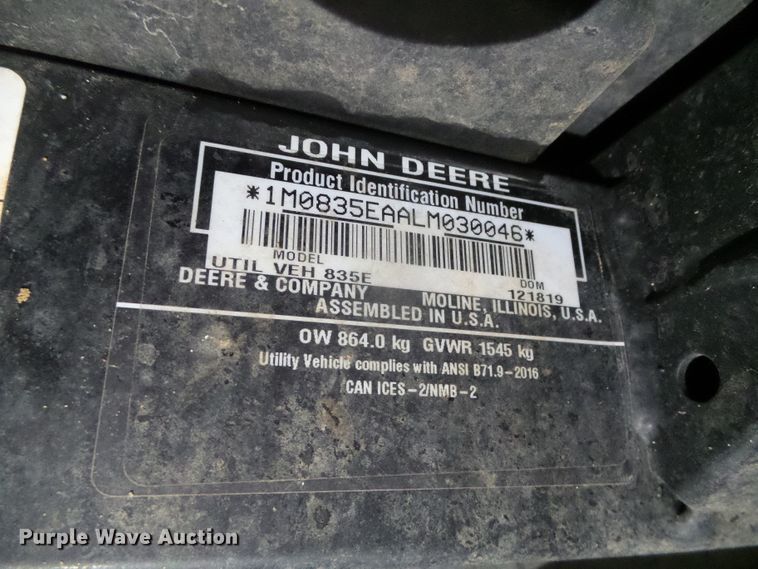 JOHN DEERE
Product Identification Number
*1M0835EAALM030046*
MODEL
DOM
UTIL VEH 835E
121819
DEERE & COMPANY
MOLINE, ILLINOIS, U.S.A.
ASSEMBLED IN U.S.A.
OW 864.0 kg GVWR 1545 kg
Utility Vehicle complies with ANSI B71.9-2016
CAN ICES-2/NMB-2
Purple Wave Auction®